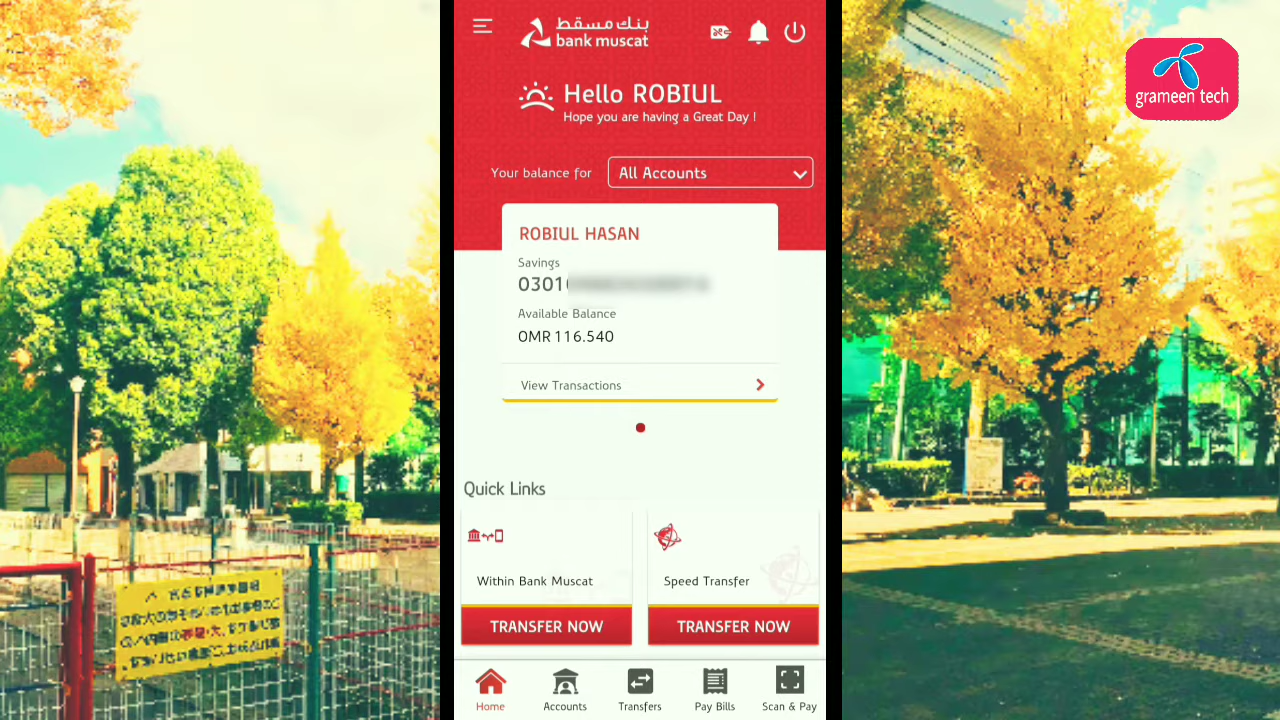 بنك مسقط
bank muscat
Hello ROBIUL
Hope you are having a Great Day !
Your balance for
All Accounts
ROBIUL HASAN
Savings
0301
Available Balance
OMR 116.540
View Transactions
Quick Links
Within Bank Muscat
Speed Transfer
TRANSFER NOW
TRANSFER NOW
Home
Accounts
Transfers
Pay Bills
Scan & Pay
grameen tech